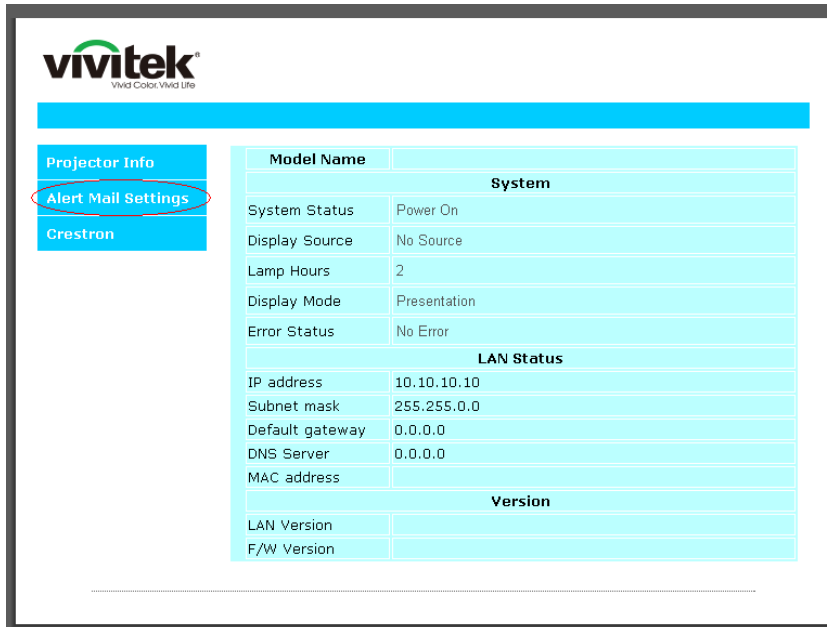 vivitek®
Vivid Color, Vivid Life
Projector Info
Alert Mail Settings
Crestron
Model Name
System
System Status Power On
Display Source No Source
Lamp Hours 2
Display Mode Presentation
Error Status No Error
LAN Status
IP address 10.10.10.10
Subnet mask 255.255.0.0
Default gateway 0.0.0.0
DNS Server 0.0.0.0
MAC address
Version
LAN Version
F/W Version